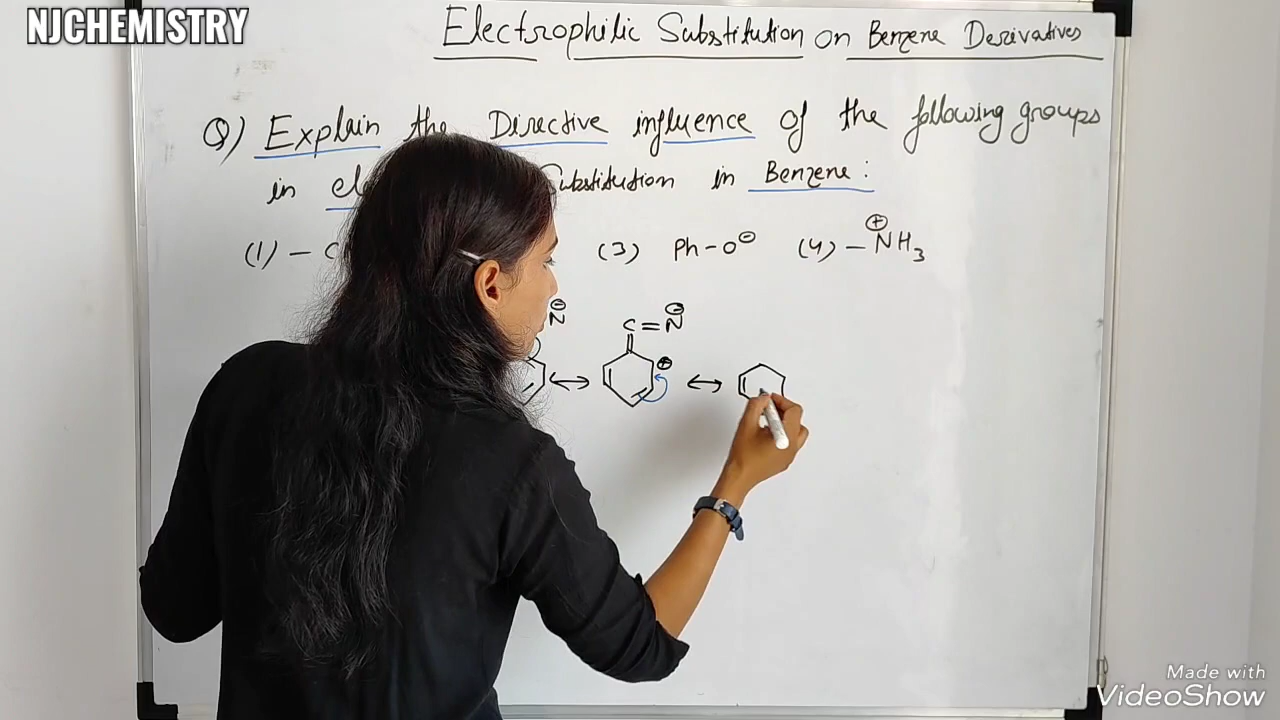 NJCHEMISTRY
Electrophilic Substitution on Benzene Derivatives
Q) Explain the Directive influence of the following groups
in Substitution in Benzene :
(1) – C (3) Ph–O⊖ (4) –N⊕H3
N⊖ C=N⊖
⊕
↔ ↔
Made with
VideoShow